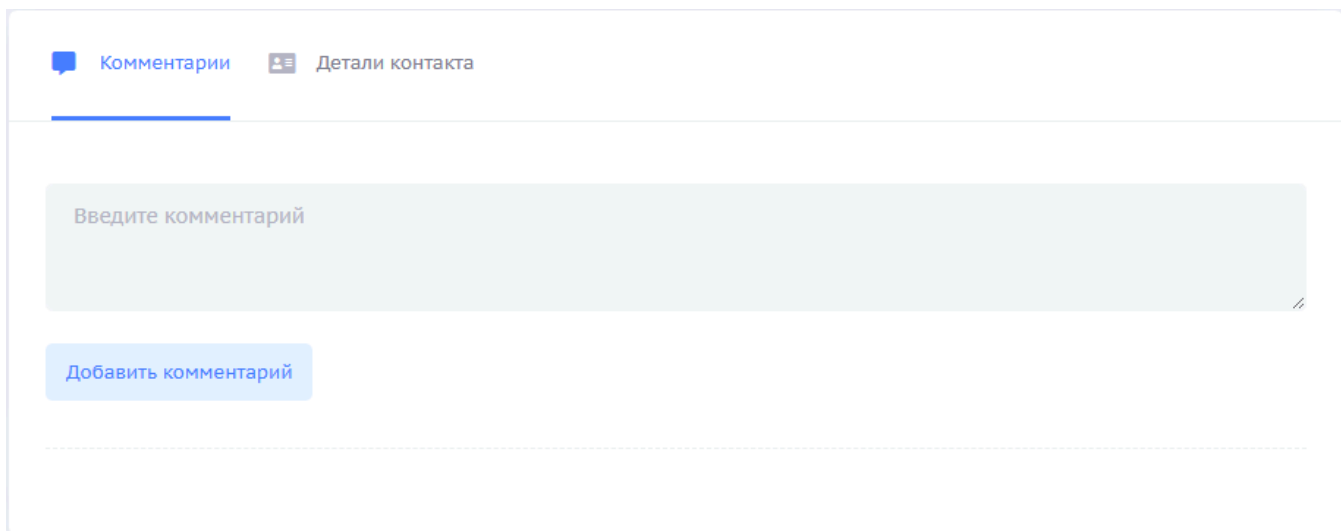 Комментарии Детали контакта
Введите комментарий
Добавить комментарий